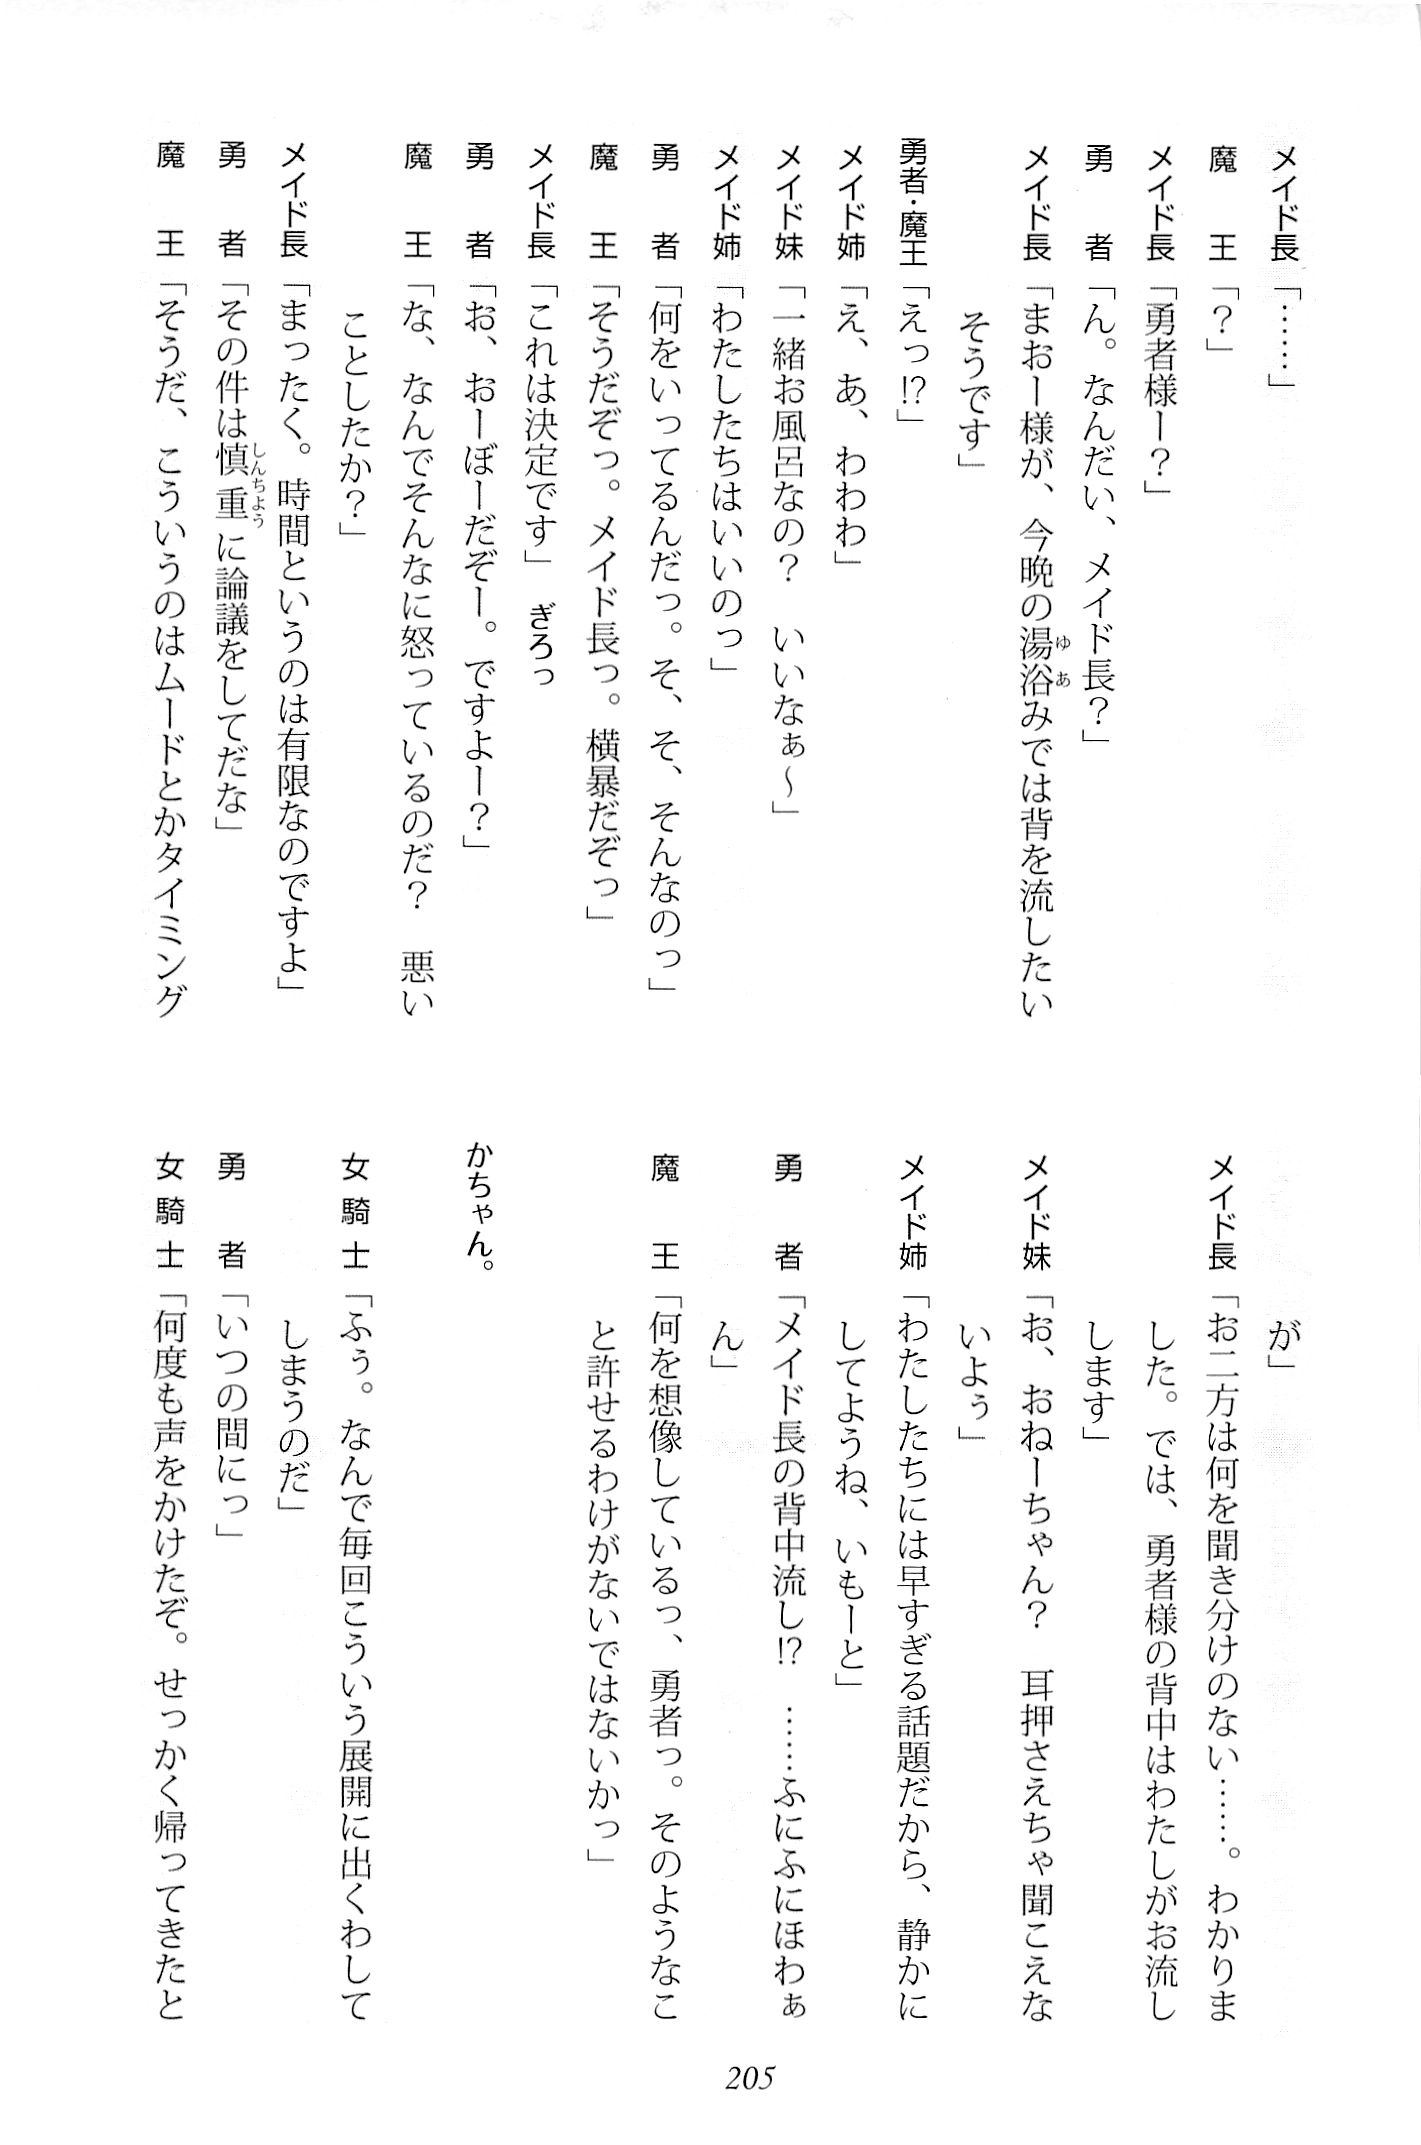 メイド長「……」
魔　王「？」
メイド長「勇者様ー？」
勇　者「ん。なんだい、メイド長？」
メイド長「まおー様が、今晩の湯浴みでは背を流したい
そうです」
勇者・魔王「えっ!?」
メイド姉「え、あ、わわわ」
メイド妹「一緒お風呂なの？　いいなぁ～」
メイド姉「わたしたちはいいのっ」
勇　者「何をいってるんだっ。そ、そ、そんなのっ」
魔　王「そうだぞっ。メイド長っ。横暴だぞっ」
メイド長「これは決定です」　ぎろっ
勇　者「お、おーぼーだぞー。ですよー？」
魔　王「な、なんでそんなに怒っているのだ？　悪い
ことしたか？」
メイド長「まったく。時間というのは有限なのですよ」
勇　者「その件は慎重に論議をしてだな」
魔　王「そうだ、こういうのはムードとかタイミング
が」
メイド長「お二方は何を聞き分けのない……。わかりま
した。では、勇者様の背中はわたしがお流し
します」
メイド妹「お、おねーちゃん？　耳押さえちゃ聞こえな
いよぅ」
メイド姉「わたしたちには早すぎる話題だから、静かに
してようね、いもーと」
勇　者「メイド長の背中流し!?　……ふにふにほわぁ
ん」
魔　王「何を想像しているっ、勇者っ。そのようなこ
と許せるわけがないではないかっ」
かちゃん。
女騎士「ふぅ。なんで毎回こういう展開に出くわして
しまうのだ」
勇　者「いつの間にっ」
女騎士「何度も声をかけたぞ。せっかく帰ってきたと
205